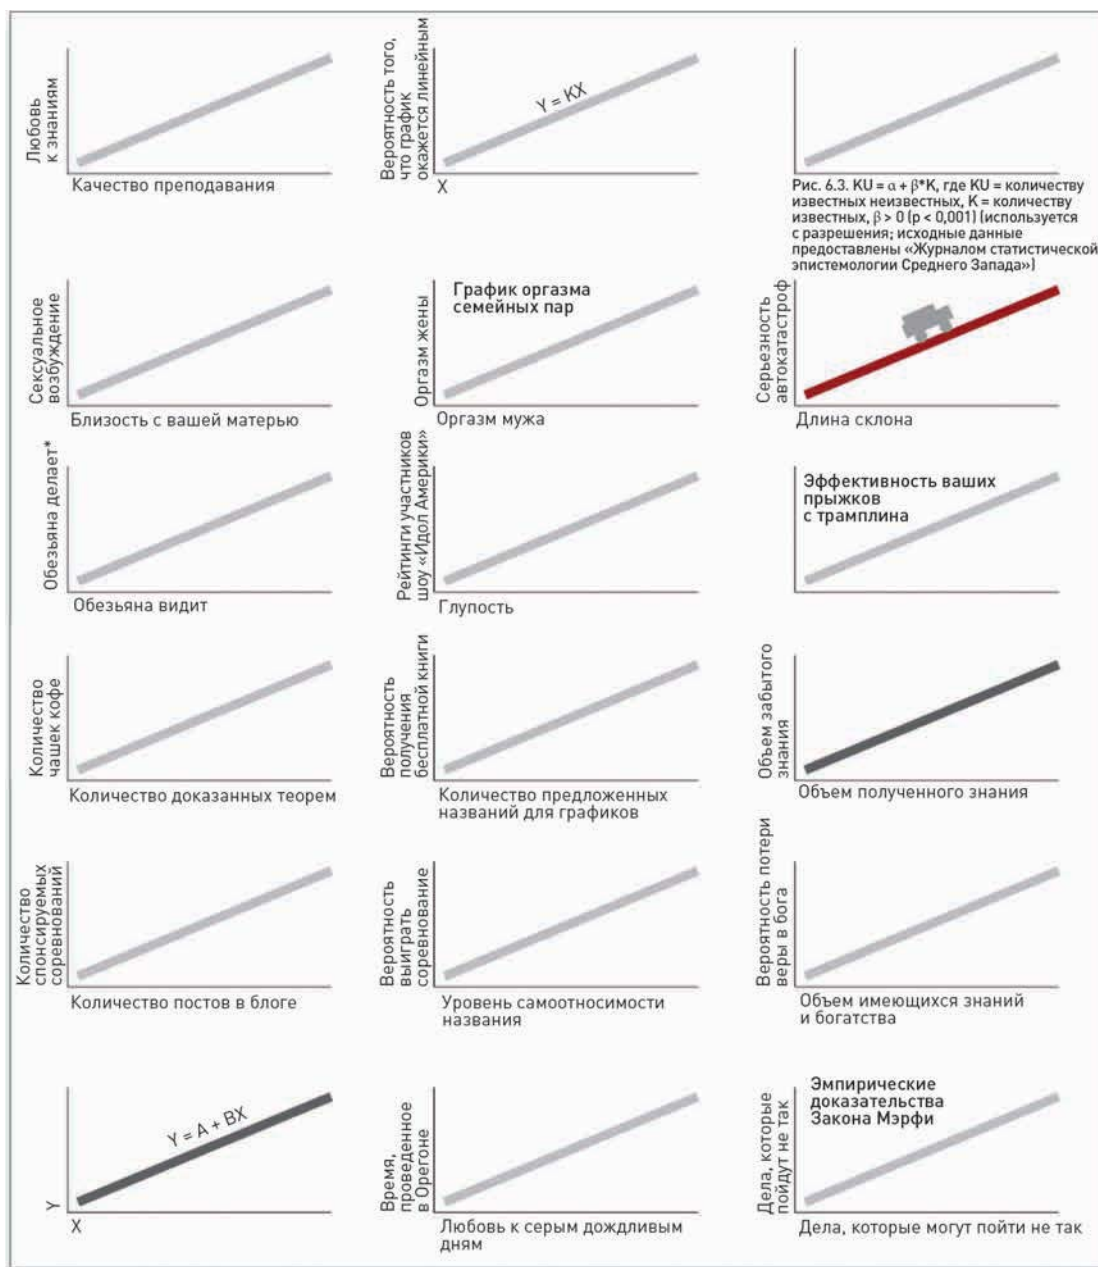 Любовь
к знаниям
Качество преподавания
Вероятность того,
что график
окажется линейным
Y = KX
X
Рис. 6.3. KU = α + β*K, где KU = количеству
известных неизвестных, K = количеству
известных, β > 0 (p < 0,001) (используется
с разрешения; исходные данные
предоставлены «Журналом статистической
эпистемологии Среднего Запада»)
Сексуальное
возбуждение
Близость с вашей матерью
График оргазма
семейных пар
Оргазм жены
Оргазм мужа
Серьезность
автокатастроф
Длина склона
Обезьяна делает*
Обезьяна видит
Рейтинги участников
шоу «Идол Америки»
Глупость
Эффективность ваших
прыжков
с трамплина
Количество
чашек кофе
Количество доказанных теорем
Вероятность
получения
бесплатной книги
Количество предложенных
названий для графиков
Объем забытого
знания
Объем полученного знания
Количество
спонсируемых
соревнований
Количество постов в блоге
Вероятность
выиграть
соревнование
Уровень самоотносимости
названия
Вероятность потери
веры в бога
Объем имеющихся знаний
и богатства
Y
Y = A + BX
X
Время,
проведенное
в Орегоне
Любовь к серым дождливым
дням
Эмпирические
доказательства
Закона Мэрфи
Дела, которые
пойдут не так
Дела, которые могут пойти не так